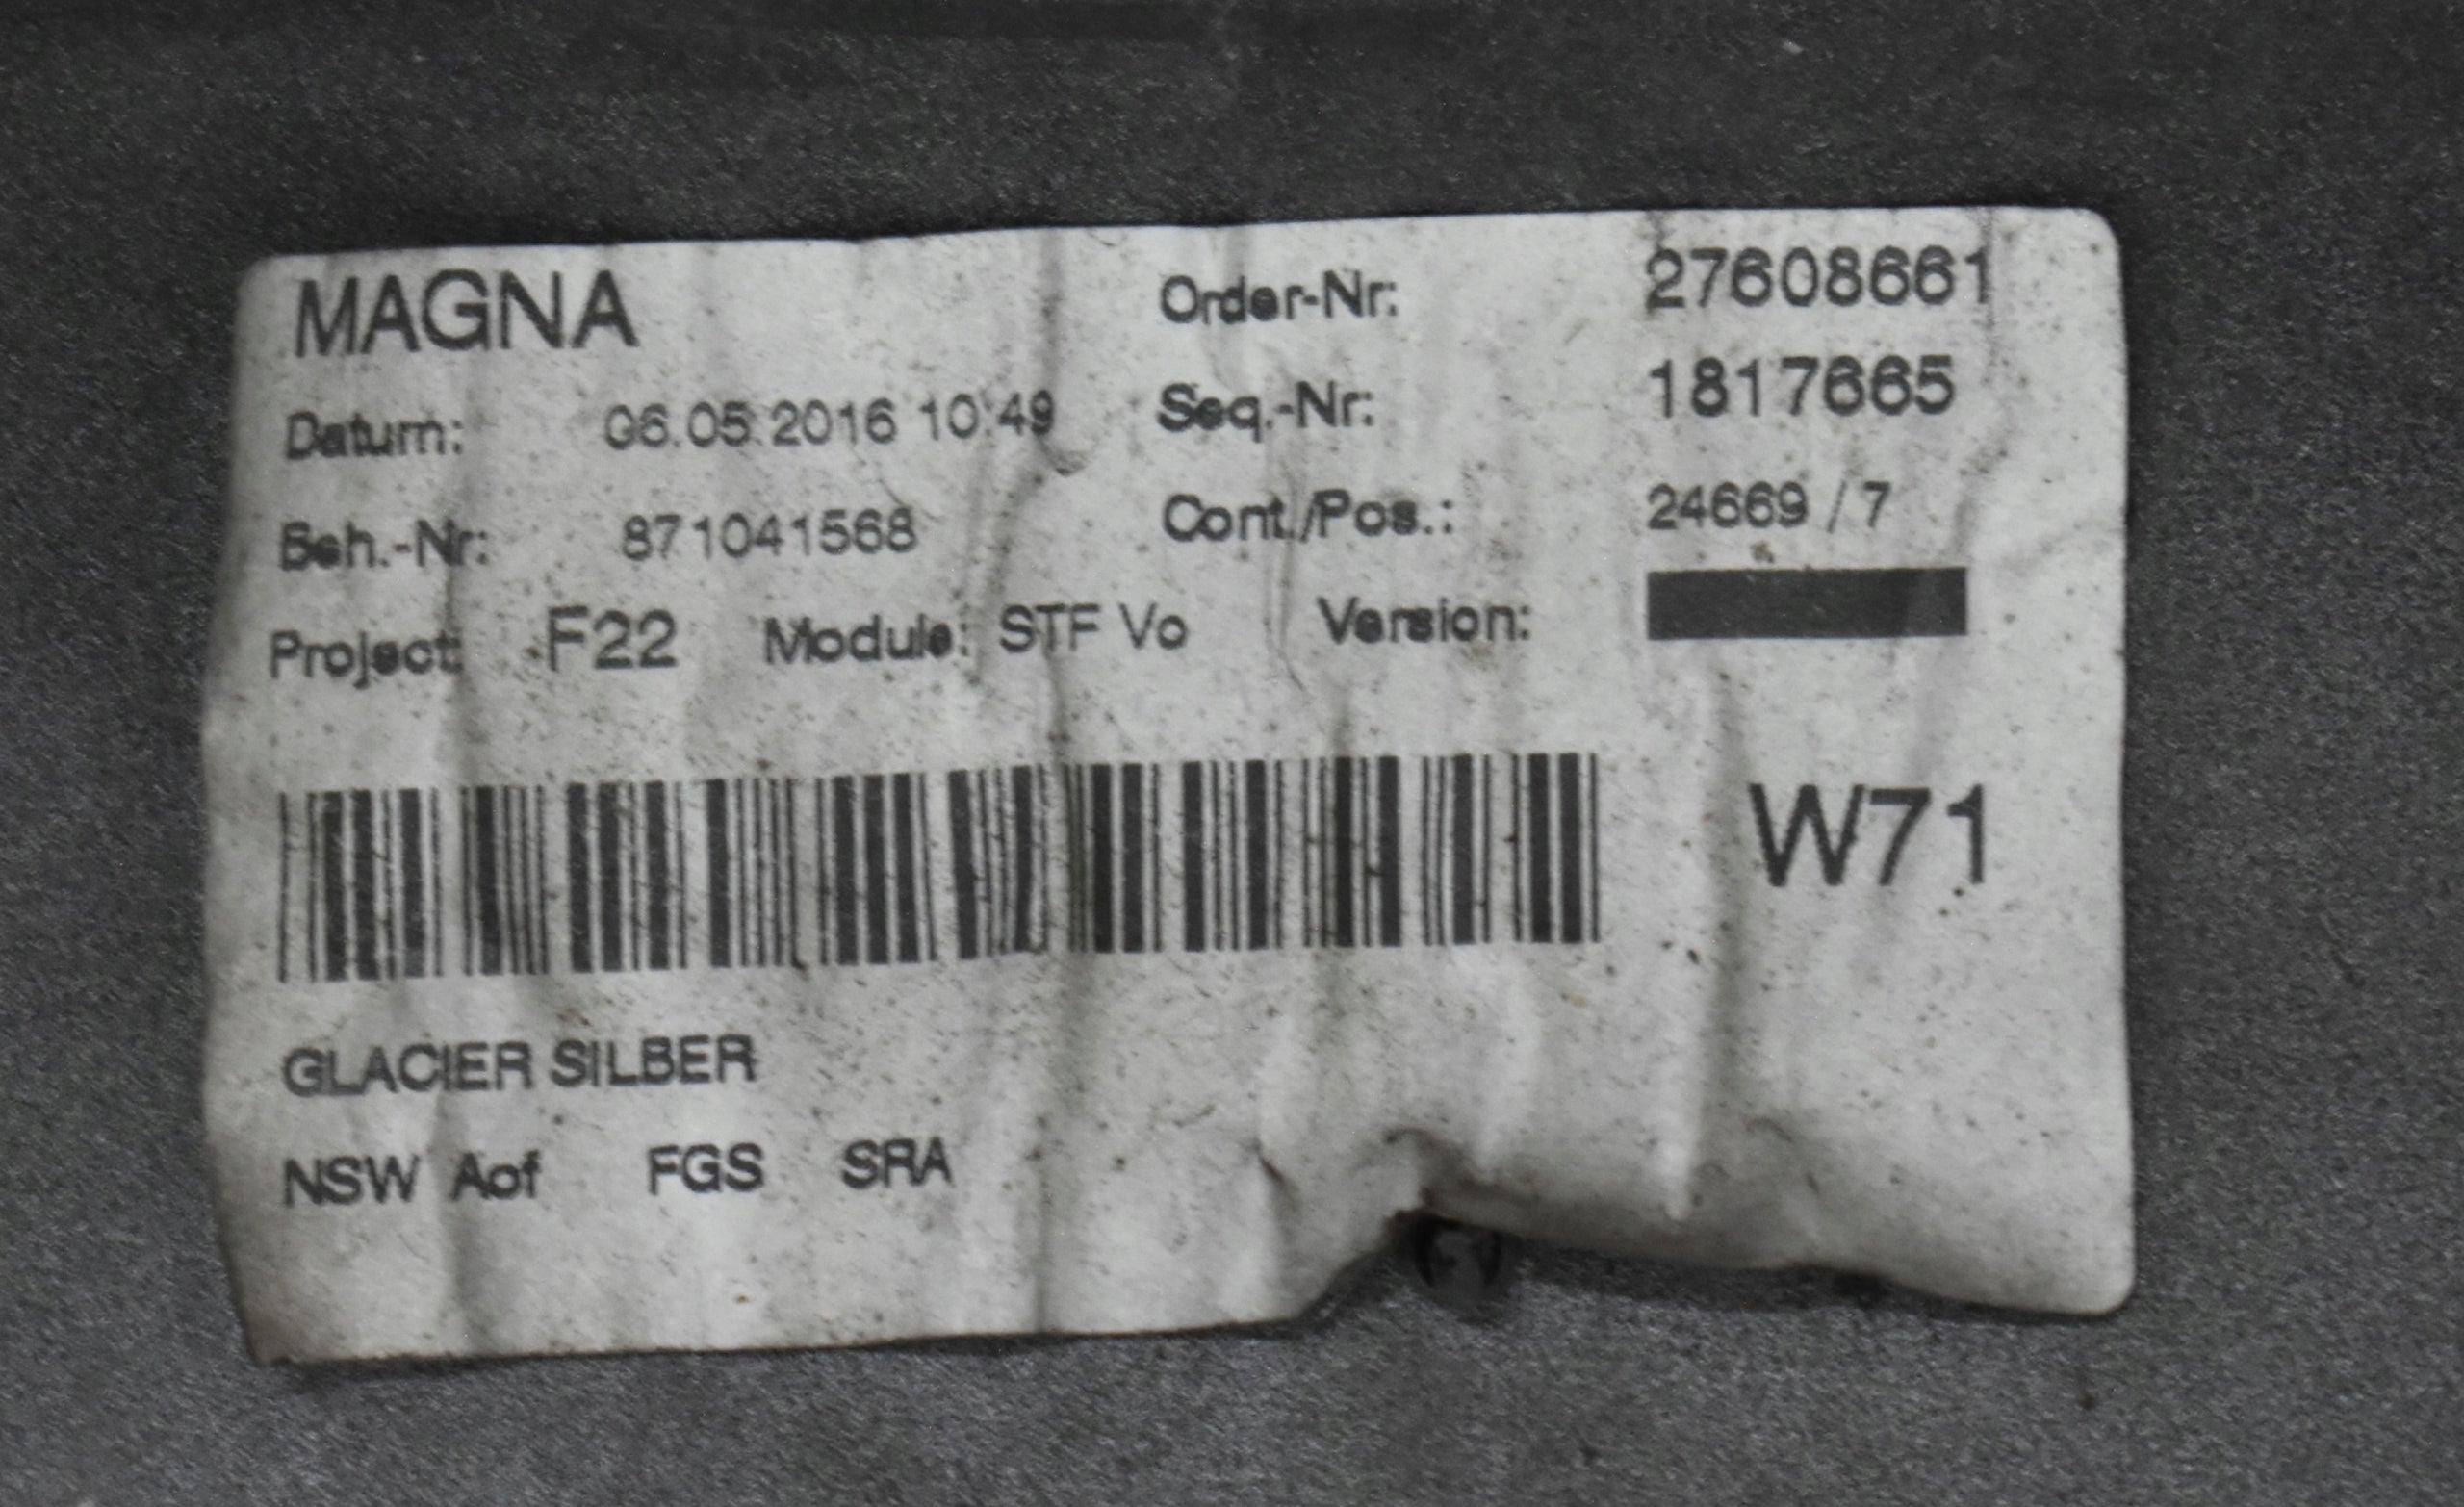 MAGNA Order-Nr: 27608661
Datum: 06.05.2016 10:49 Seq.-Nr: 1817665
Beh.-Nr: 871041568 Cont./Pos.: 24669 / 7
Project: F22 Module: STF Vo Version:
W71
GLACIER SILBER
NSW Aof FGS SRA